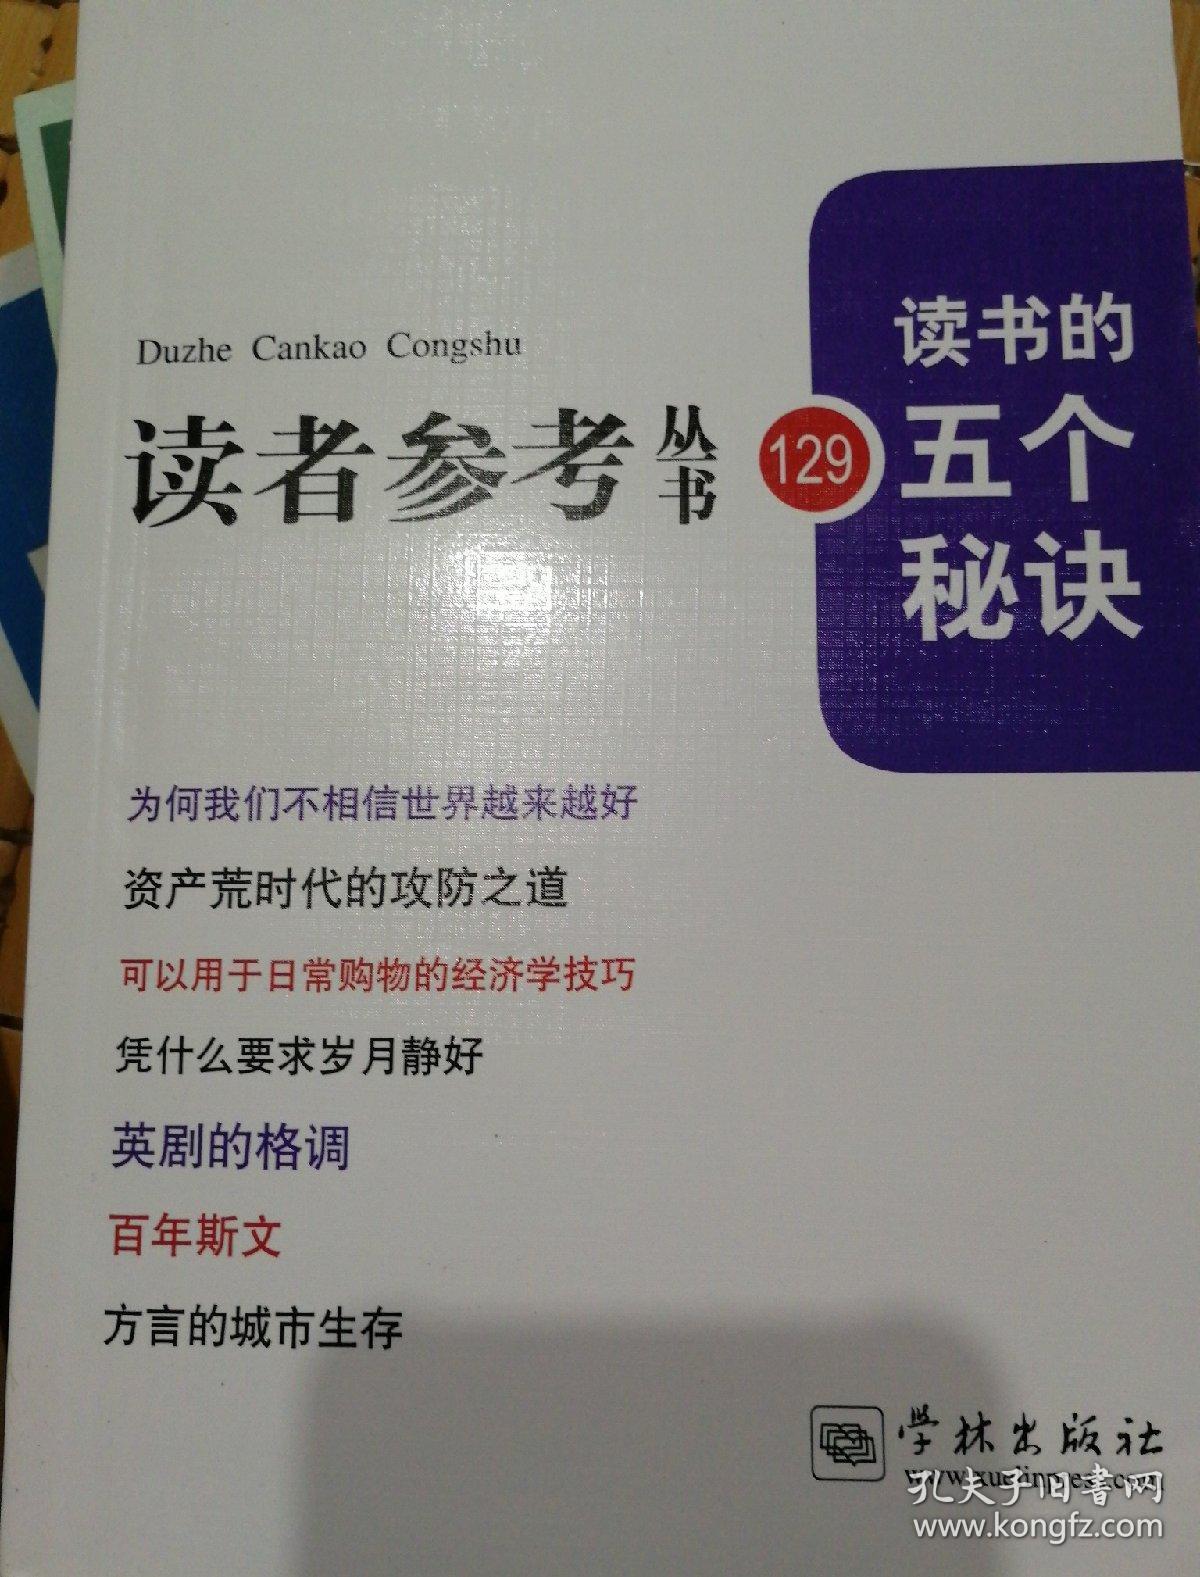 Duzhe Cankao Congshu
读者参考丛书
129
读书的
五个
秘诀
为何我们不相信世界越来越好
资产荒时代的攻防之道
可以用于日常购物的经济学技巧
凭什么要求岁月静好
英剧的格调
百年斯文
方言的城市生存
学林出版社
孔夫子旧書网
www.kongfz.com